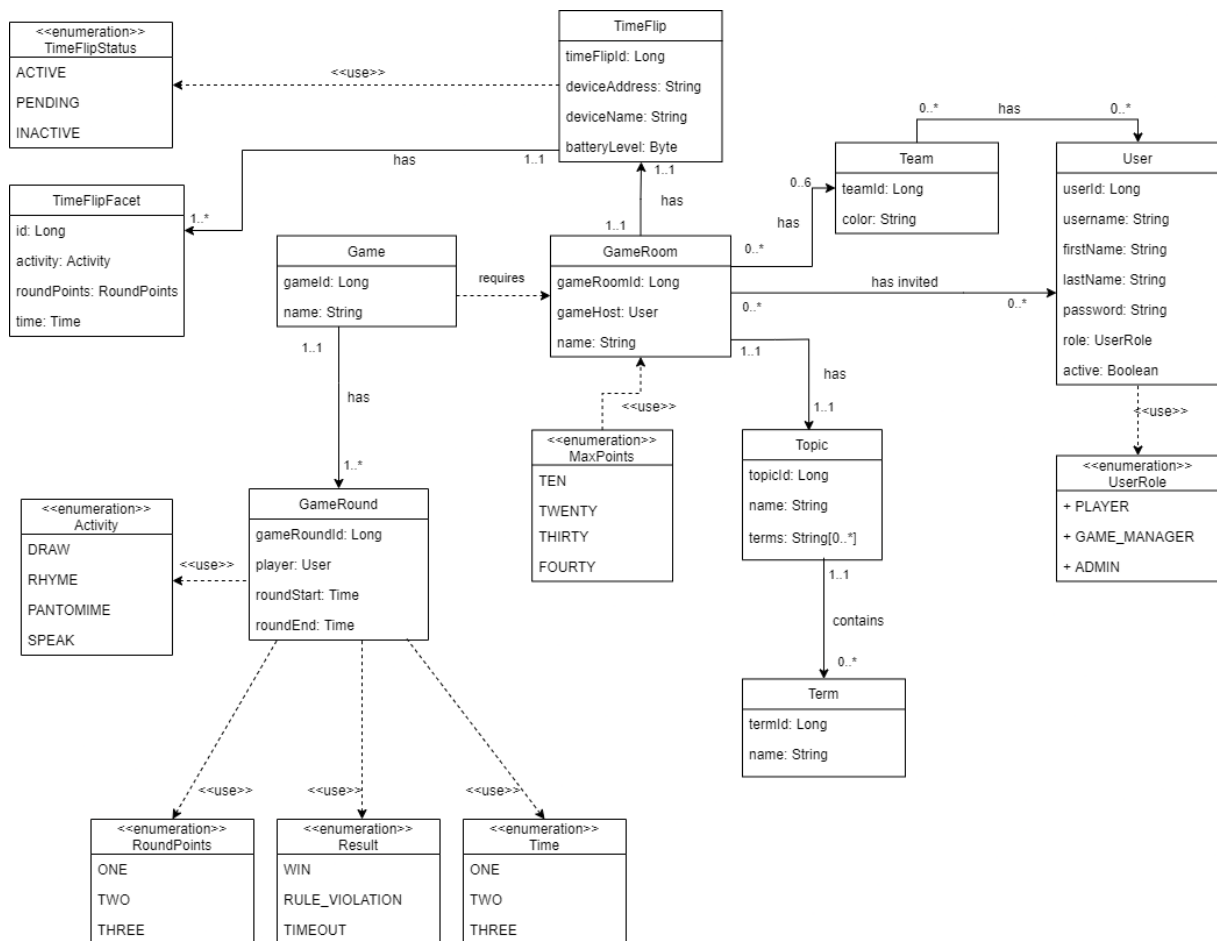 <<enumeration>>
TimeFlipStatus
ACTIVE
PENDING
INACTIVE
<<use>>
TimeFlip
timeFlipId: Long
deviceAddress: String
deviceName: String
batteryLevel: Byte
has
1..1
1..*
TimeFlipFacet
id: Long
activity: Activity
roundPoints: RoundPoints
time: Time
1..1
has
1..1
0..*
has
0..*
Team
teamId: Long
color: String
User
userId: Long
username: String
firstName: String
lastName: String
password: String
role: UserRole
active: Boolean
0..6
has
0..*
Game
gameId: Long
name: String
requires
GameRoom
gameRoomId: Long
gameHost: User
name: String
has invited
0..*
0..*
1..1
has
1..1
1..1
has
1..*
<<use>>
<<enumeration>>
MaxPoints
TEN
TWENTY
THIRTY
FOURTY
Topic
topicId: Long
name: String
terms: String[0..*]
<<use>>
<<enumeration>>
UserRole
+ PLAYER
+ GAME_MANAGER
+ ADMIN
<<enumeration>>
Activity
DRAW
RHYME
PANTOMIME
SPEAK
<<use>>
GameRound
gameRoundId: Long
player: User
roundStart: Time
roundEnd: Time
1..1
contains
0..*
Term
termId: Long
name: String
<<use>>
<<use>>
<<use>>
<<enumeration>>
RoundPoints
ONE
TWO
THREE
<<enumeration>>
Result
WIN
RULE_VIOLATION
TIMEOUT
<<enumeration>>
Time
ONE
TWO
THREE